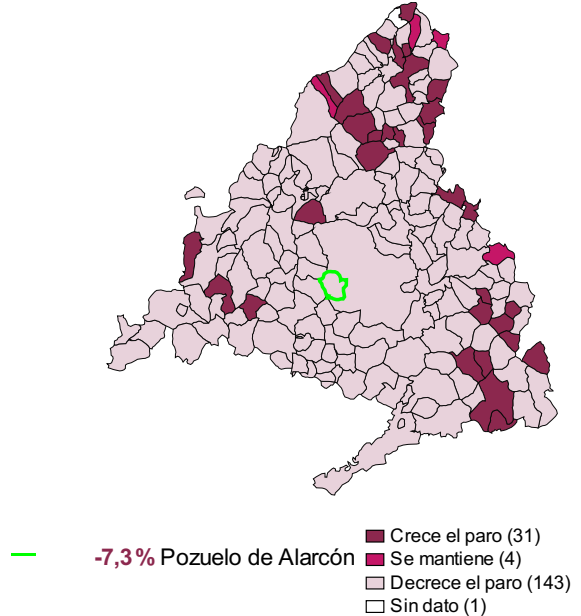 -7,3% Pozuelo de Alarcón
Crece el paro (31)
Se mantiene (4)
Decrece el paro (143)
Sin dato (1)